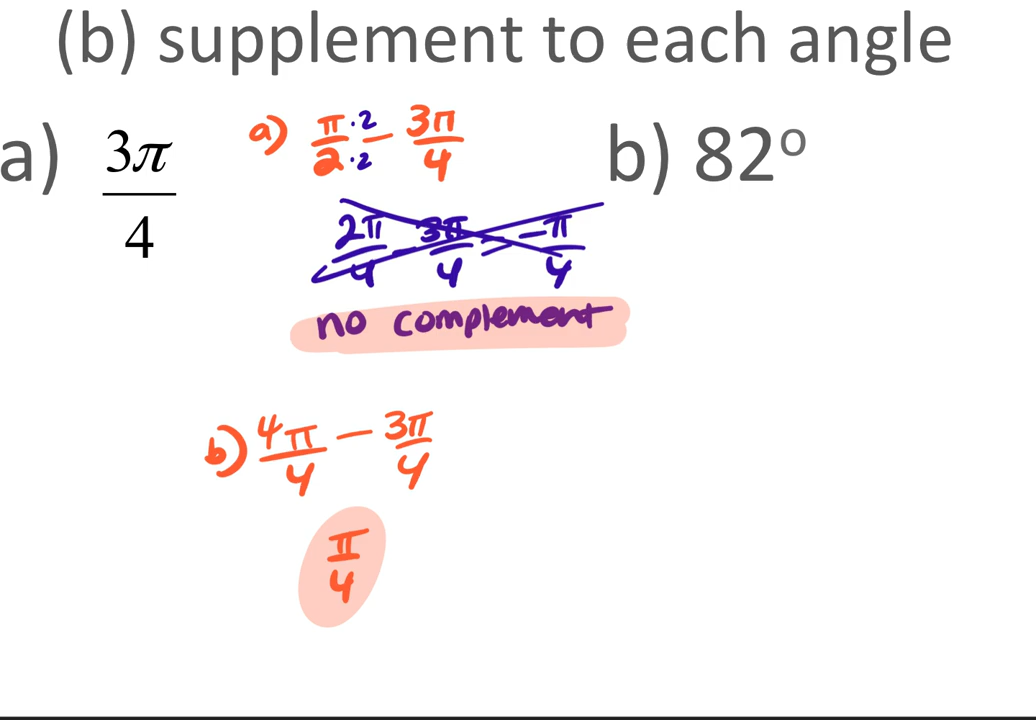 (b) supplement to each angle
a) 3π/4
a) π·2/2·2 − 3π/4
2π/4 − 3π/4 = −π/4
no complement
b) 4π/4 − 3π/4
π/4
b) 82º